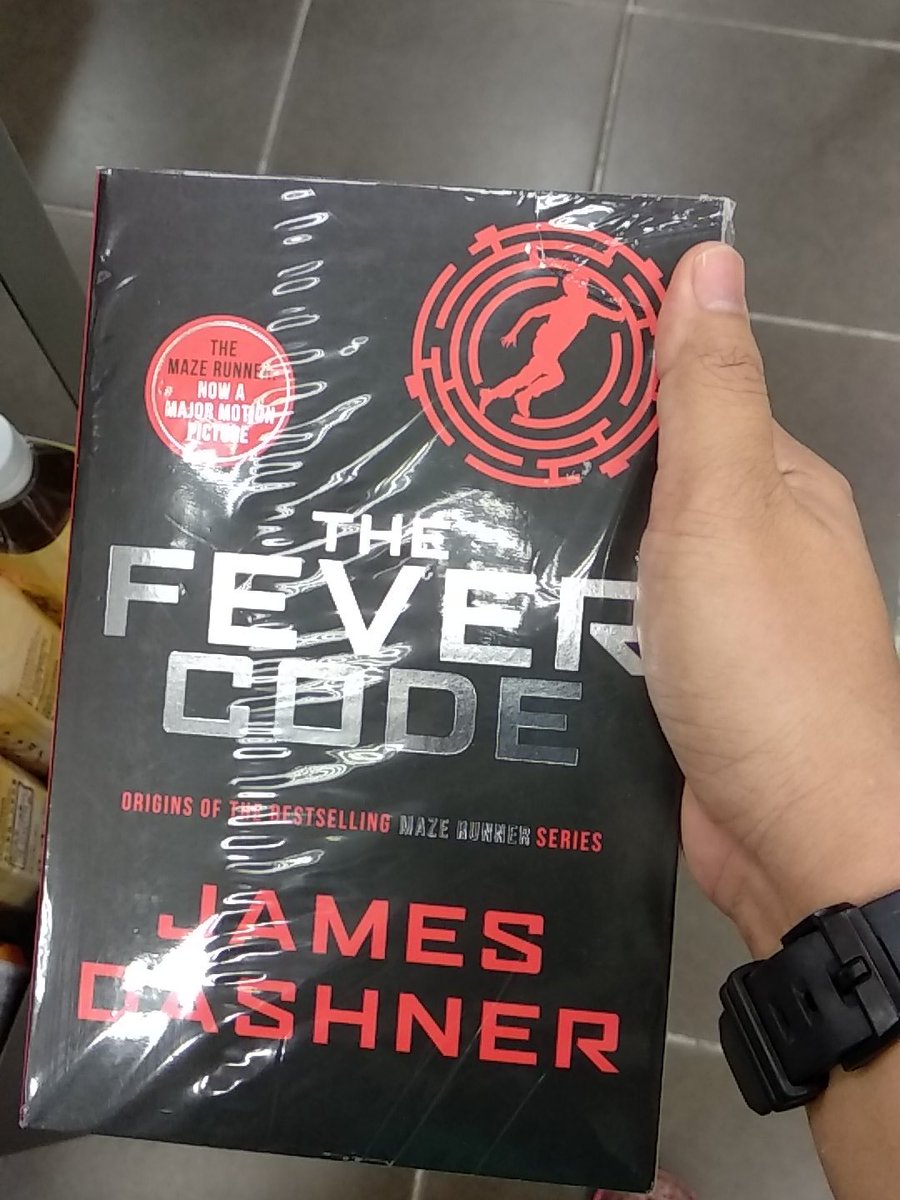 THE
MAZE RUNNER
NOW A
MAJOR MOTION
PICTURE
THE
FEVER
CODE
ORIGINS OF THE BESTSELLING MAZE RUNNER SERIES
JAMES
DASHNER